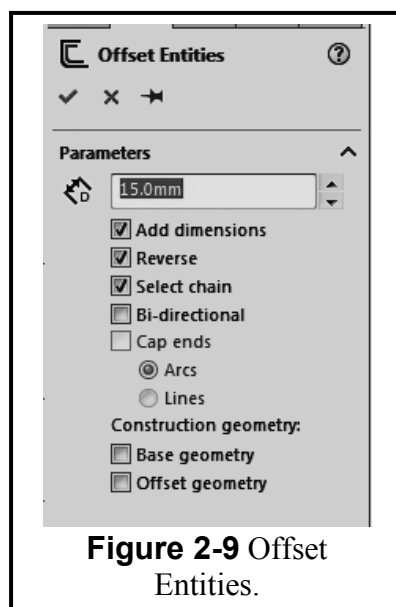 Offset Entities
Parameters
15.0mm
Add dimensions
Reverse
Select chain
Bi-directional
Cap ends
Arcs
Lines
Construction geometry:
Base geometry
Offset geometry
Figure 2-9 Offset
Entities.